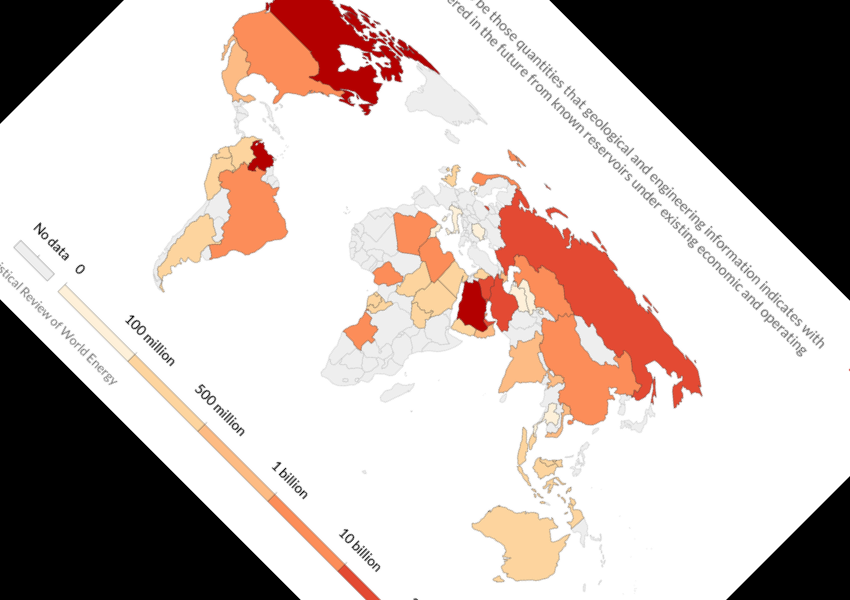 be those quantities that geological and engineering information indicates with
ered in the future from known reservoirs under existing economic and operating
No data
0
100 million
500 million
1 billion
10 billion
istical Review of World Energy